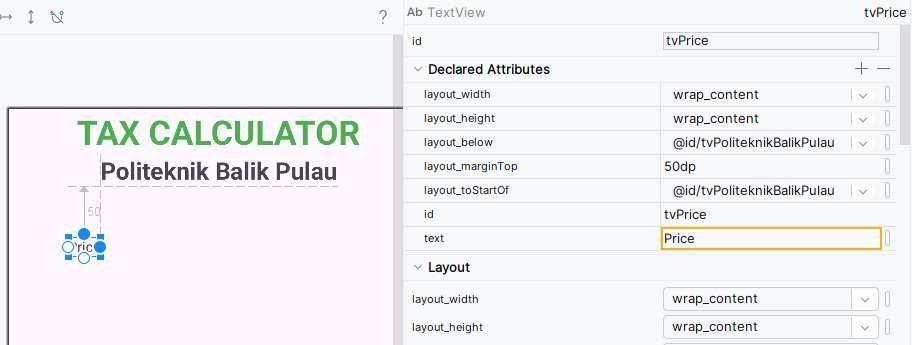 ?
Ab TextView tvPrice
id tvPrice
Declared Attributes
layout_width wrap_content
layout_height wrap_content
layout_below @id/tvPoliteknikBalikPulau
layout_marginTop 50dp
layout_toStartOf @id/tvPoliteknikBalikPulau
id tvPrice
text Price
Layout
layout_width wrap_content
layout_height wrap_content
TAX CALCULATOR
Politeknik Balik Pulau
50